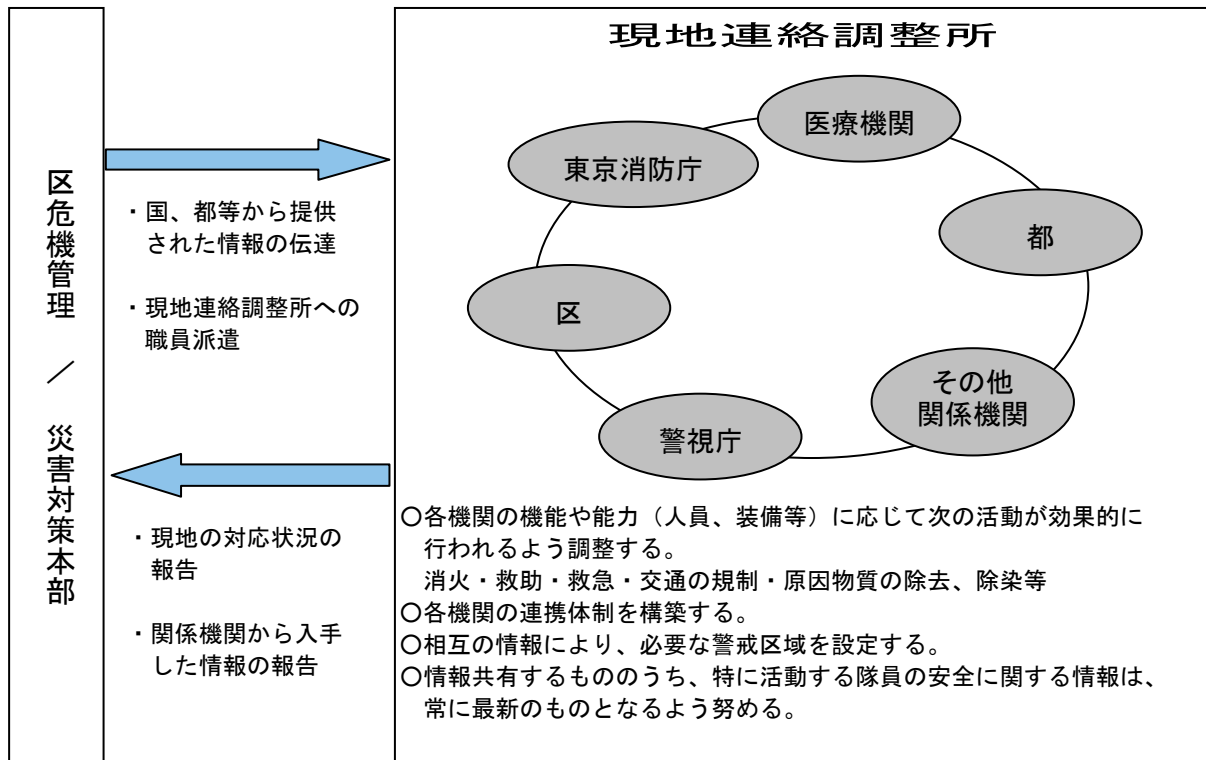 区危機管理 / 災害対策本部
・国、都等から提供
された情報の伝達
・現地連絡調整所への
職員派遣
・現地の対応状況の
報告
・関係機関から入手
した情報の報告
現地連絡調整所
医療機関
東京消防庁
都
区
その他
関係機関
警視庁
○各機関の機能や能力（人員、装備等）に応じて次の活動が効果的に
行われるよう調整する。
消火・救助・救急・交通の規制・原因物質の除去、除染等
○各機関の連携体制を構築する。
○相互の情報により、必要な警戒区域を設定する。
○情報共有するもののうち、特に活動する隊員の安全に関する情報は、
常に最新のものとなるよう努める。